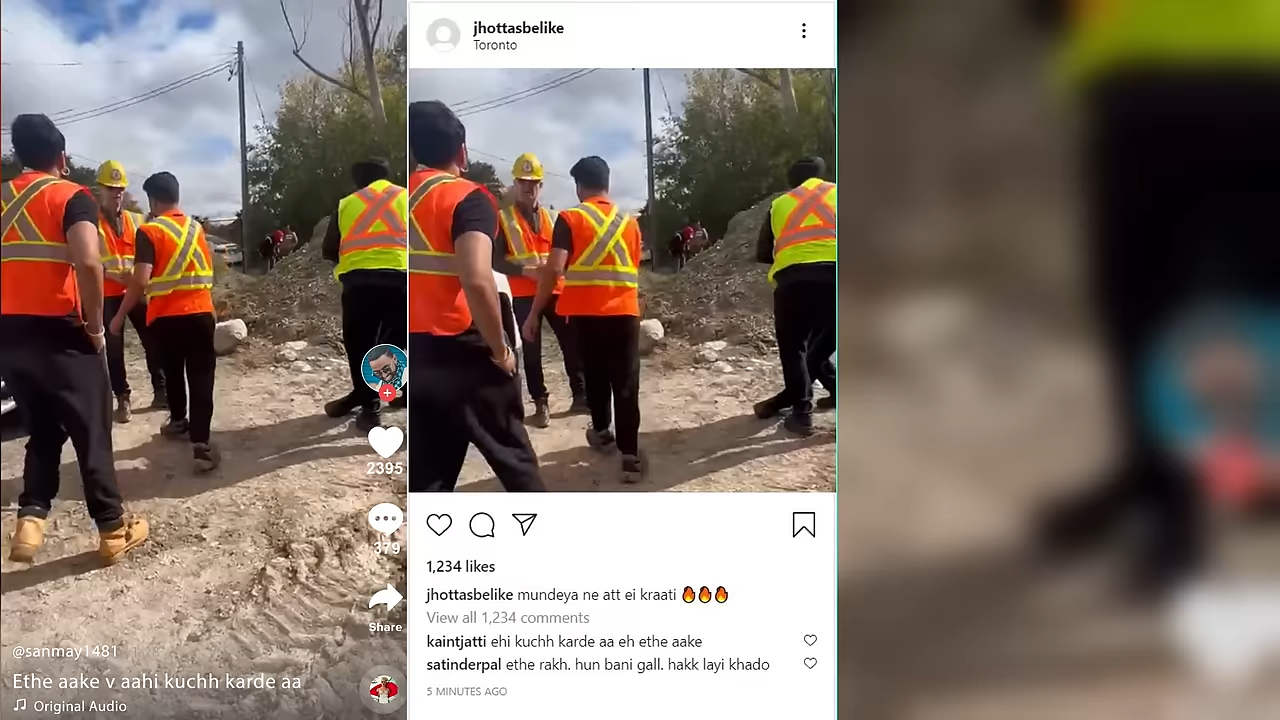 2395
379
Share
@sanmay1481
Ethe aake v aahi kuchh karde aa
Original Audio
jhottasbelike
Toronto
1,234 likes
jhottasbelike mundeya ne att ei kraati 🔥🔥🔥
View all 1,234 comments
kaintjatti ehi kuchh karde aa eh ethe aake
satinderpal ethe rakh. hun bani gall. hakk layi khado
5 MINUTES AGO